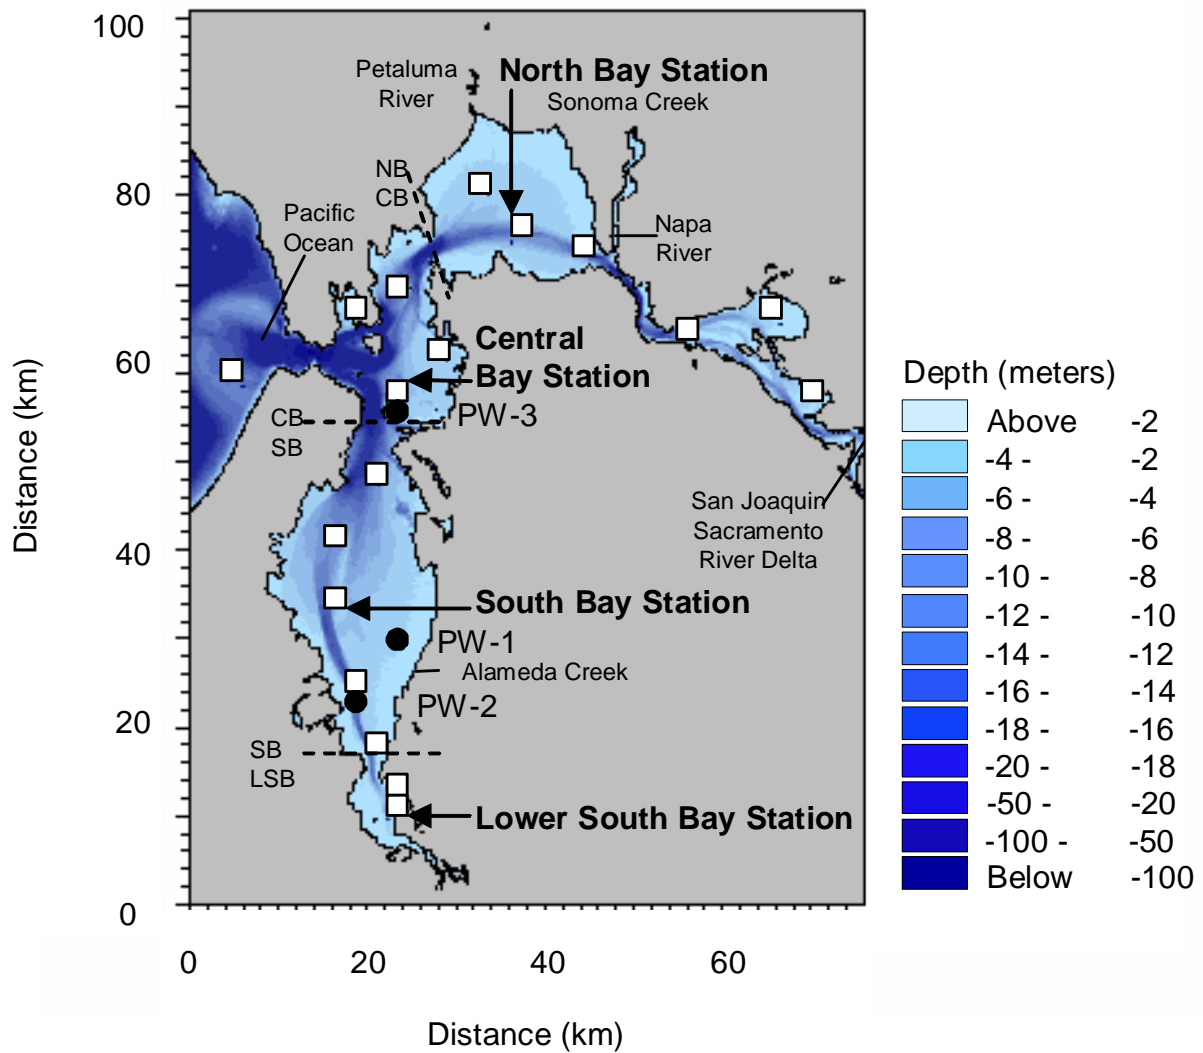 100
80
60
40
20
0
Distance (km)
0
20
40
60
Distance (km)
Petaluma
River
North Bay Station
Sonoma Creek
NB
CB
Pacific
Ocean
Napa
River
Central
Bay Station
PW-3
CB
SB
San Joaquin
Sacramento
River Delta
South Bay Station
PW-1
Alameda Creek
PW-2
SB
LSB
Lower South Bay Station
Depth (meters)
Above -2
-4 - -2
-6 - -4
-8 - -6
-10 - -8
-12 - -10
-14 - -12
-16 - -14
-18 - -16
-20 - -18
-50 - -20
-100 - -50
Below -100